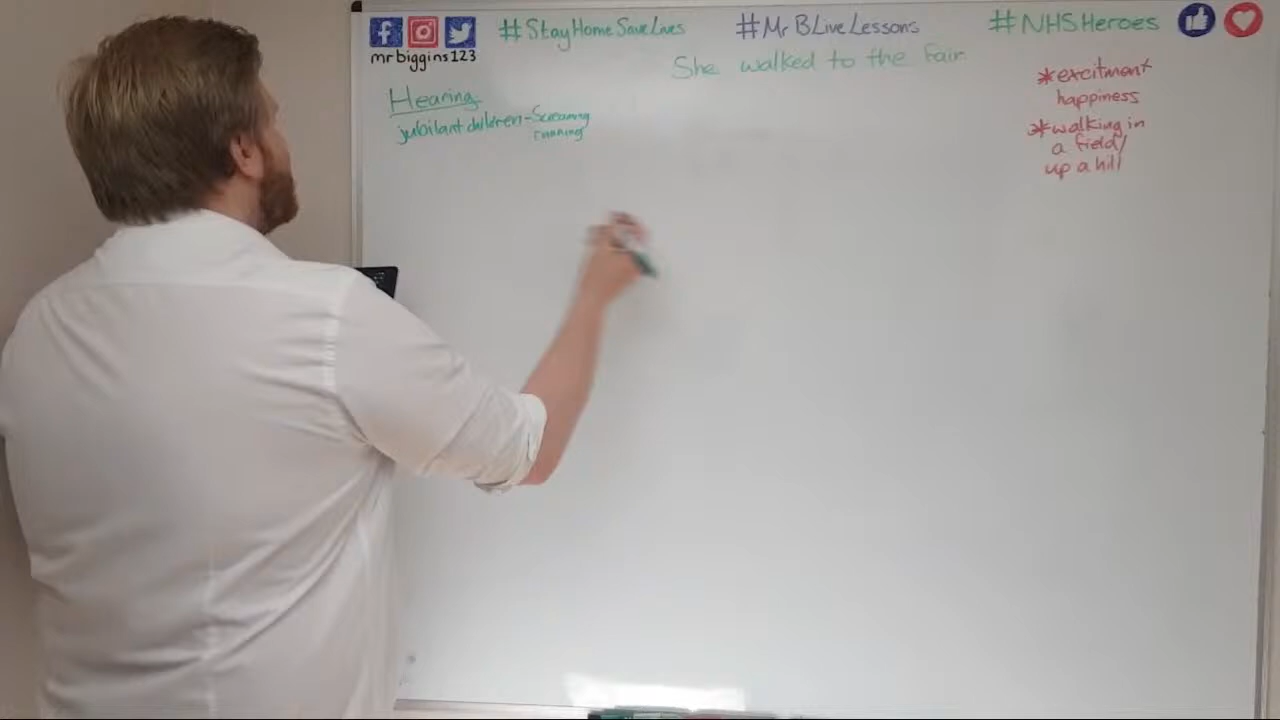 #StayHomeSaveLives #MrBLiveLessons #NHSHeroes
mrbiggins123
She walked to the fair
*excitment
happiness
*walking in
a field/
up a hill
Hearing
jubilant children - Screaming
running